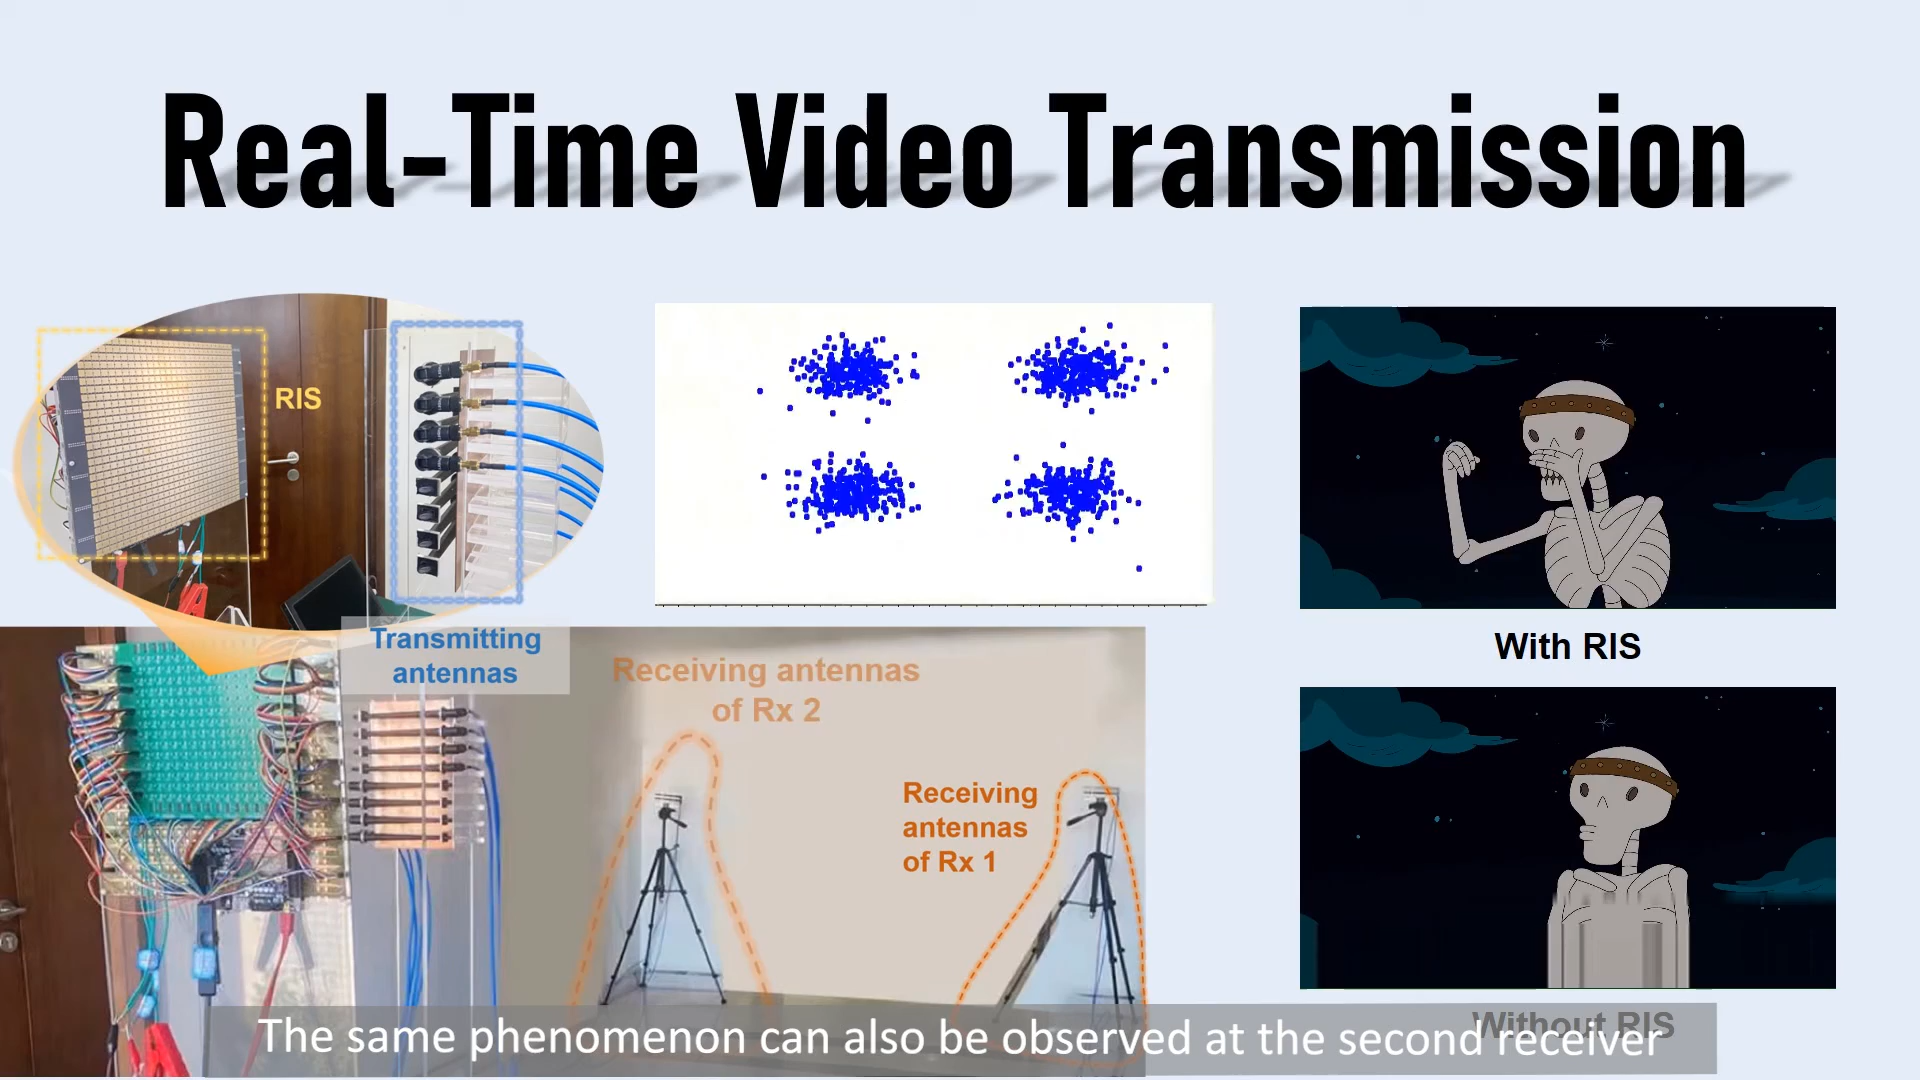 Real-Time Video Transmission
RIS
Transmitting
antennas
Receiving antennas
of Rx 2
Receiving
antennas
of Rx 1
With RIS
Without RIS
The same phenomenon can also be observed at the second receiver